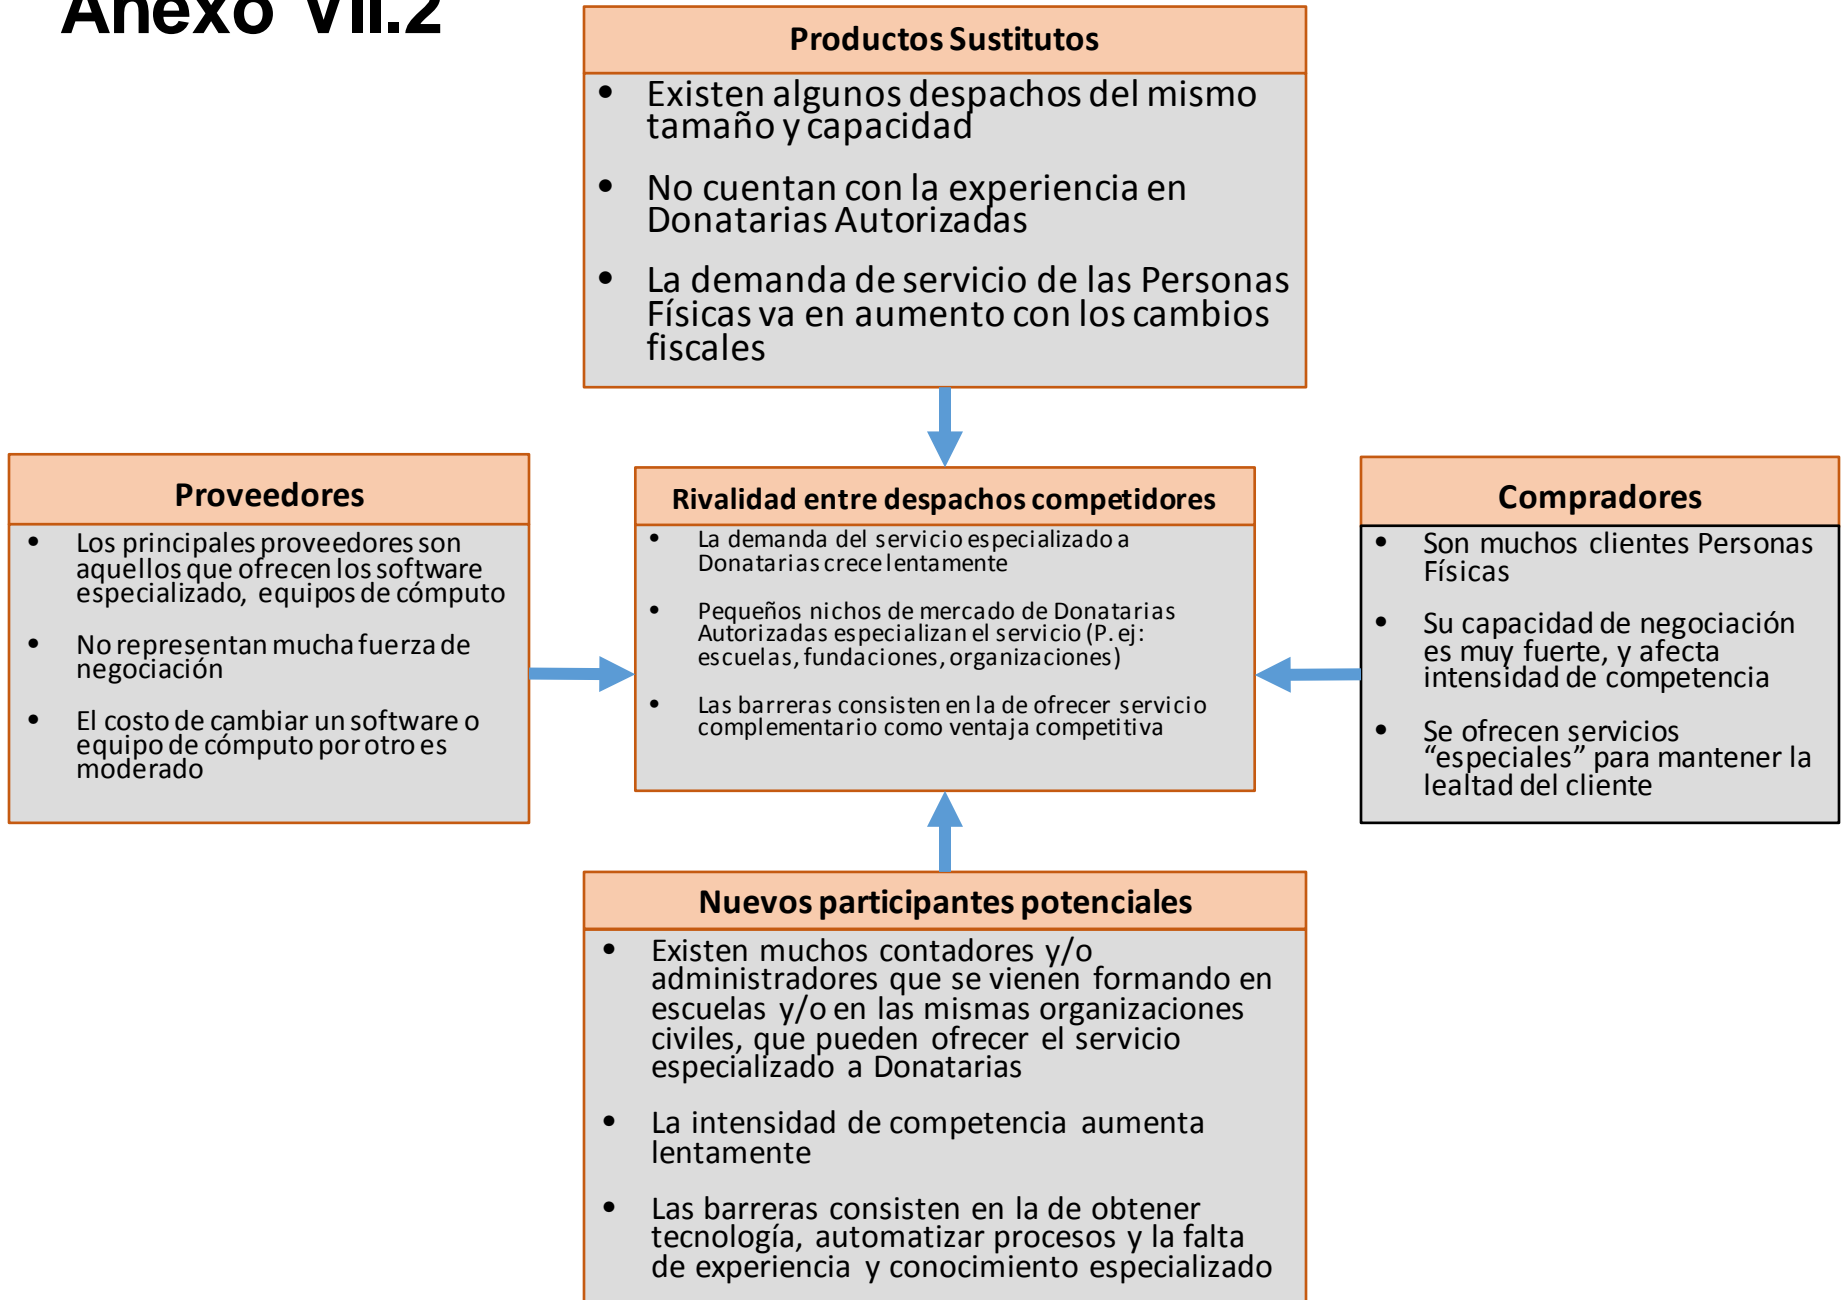 Anexo VII.2
Productos Sustitutos
• Existen algunos despachos del mismo
tamaño y capacidad
• No cuentan con la experiencia en
Donatarias Autorizadas
• La demanda de servicio de las Personas
Físicas va en aumento con los cambios
fiscales
Proveedores
• Los principales proveedores son
aquellos que ofrecen los software
especializado, equipos de cómputo
• No representan mucha fuerza de
negociación
• El costo de cambiar un software o
equipo de cómputo por otro es
moderado
Rivalidad entre despachos competidores
• La demanda del servicio especializado a
Donatarias crece lentamente
• Pequeños nichos de mercado de Donatarias
Autorizadas especializan el servicio (P. ej:
escuelas, fundaciones, organizaciones)
• Las barreras consisten en la de ofrecer servicio
complementario como ventaja competitiva
Compradores
• Son muchos clientes Personas
Físicas
• Su capacidad de negociación
es muy fuerte, y afecta
intensidad de competencia
• Se ofrecen servicios
“especiales” para mantener la
lealtad del cliente
Nuevos participantes potenciales
• Existen muchos contadores y/o
administradores que se vienen formando en
escuelas y/o en las mismas organizaciones
civiles, que pueden ofrecer el servicio
especializado a Donatarias
• La intensidad de competencia aumenta
lentamente
• Las barreras consisten en la de obtener
tecnología, automatizar procesos y la falta
de experiencia y conocimiento especializado